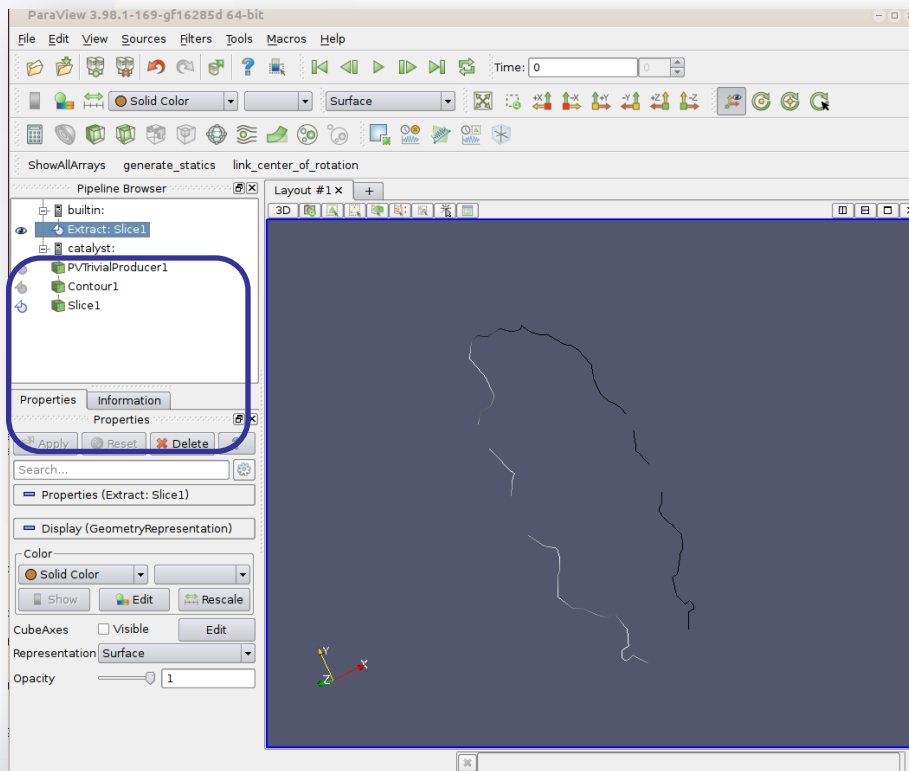 ParaView 3.98.1-169-gf16285d 64-bit
File Edit View Sources Filters Tools Macros Help
Time: 0 0
Solid Color Surface +X -X +Y -Y +Z -Z
ShowAllArrays generate_statics link_center_of_rotation
Pipeline Browser
Layout #1 x +
3D
builtin:
Extract: Slice1
catalyst:
PVTrivialProducer1
Contour1
Slice1
Properties Information
Properties
Apply Reset Delete ?
Search...
Properties (Extract: Slice1)
Display (GeometryRepresentation)
Color
Solid Color
Show Edit Rescale
CubeAxes Visible Edit
Representation Surface
Opacity 1
Y
X
Z